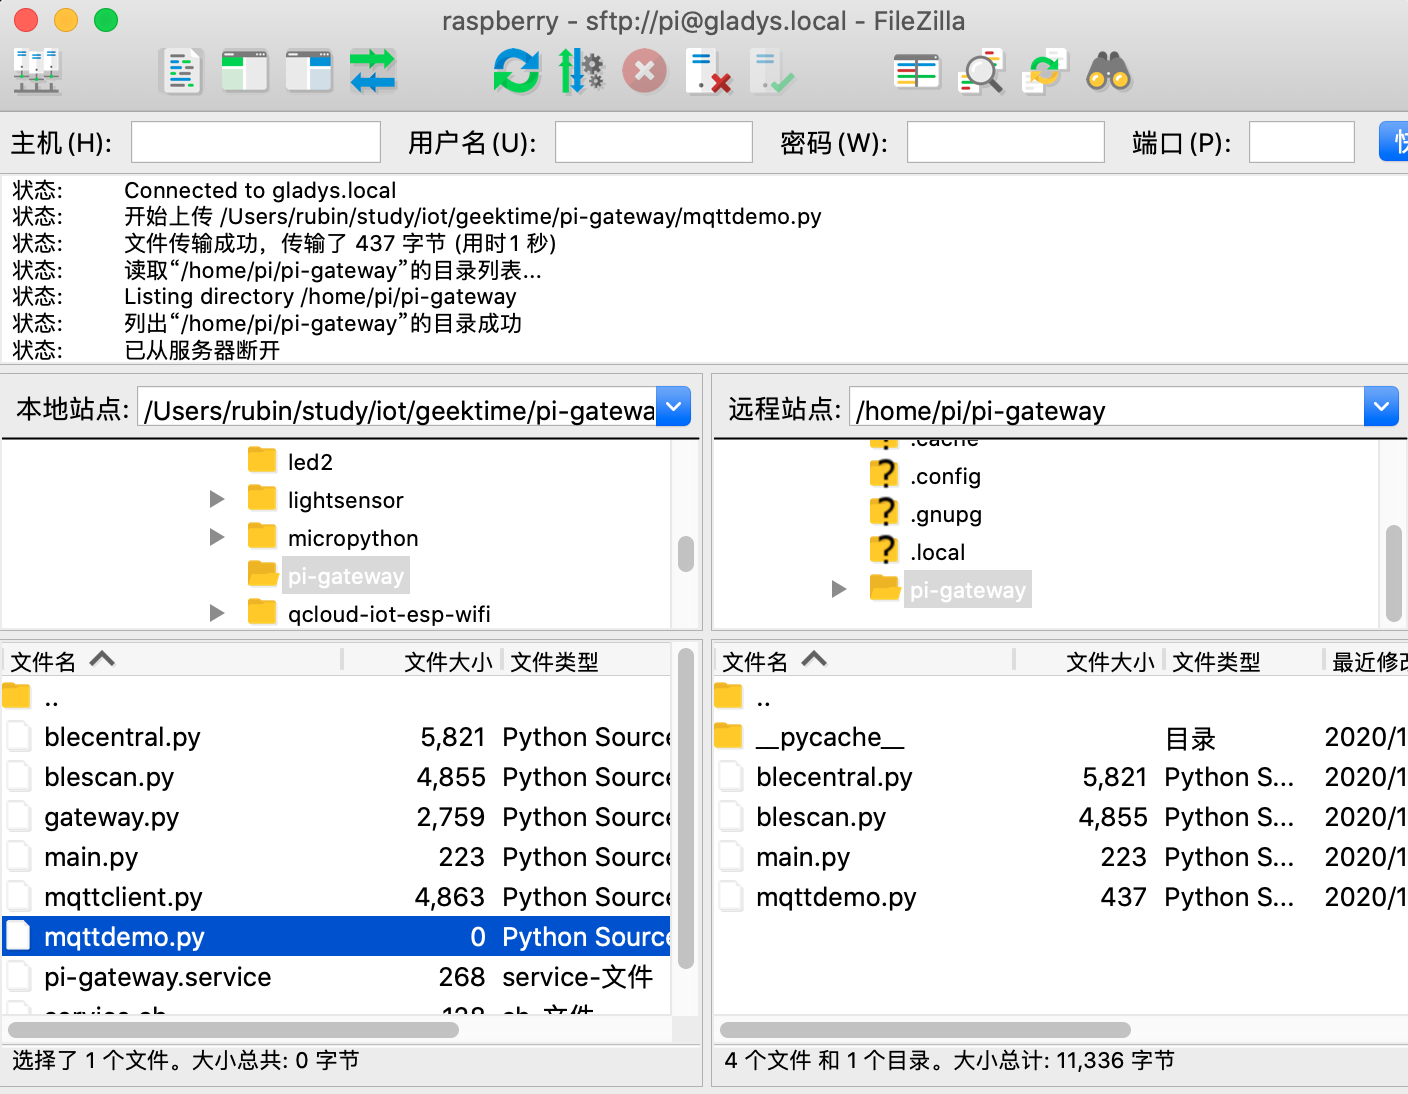 raspberry - sftp://pi@gladys.local - FileZilla
主机(H): 用户名(U): 密码(W): 端口(P):
状态: Connected to gladys.local
状态: 开始上传 /Users/rubin/study/iot/geektime/pi-gateway/mqttdemo.py
状态: 文件传输成功，传输了 437 字节 (用时1 秒)
状态: 读取“/home/pi/pi-gateway”的目录列表...
状态: Listing directory /home/pi/pi-gateway
状态: 列出“/home/pi/pi-gateway”的目录成功
状态: 已从服务器断开
本地站点: /Users/rubin/study/iot/geektime/pi-gatewa
led2
lightsensor
micropython
pi-gateway
qcloud-iot-esp-wifi
文件名 文件大小 文件类型
..
blecentral.py 5,821 Python Source
blescan.py 4,855 Python Source
gateway.py 2,759 Python Source
main.py 223 Python Source
mqttclient.py 4,863 Python Source
mqttdemo.py 0 Python Source
pi-gateway.service 268 service-文件
选择了 1 个文件。大小总共: 0 字节
远程站点: /home/pi/pi-gateway
.cache
.config
.gnupg
.local
pi-gateway
文件名 文件大小 文件类型 最近修
..
__pycache__ 目录 2020/1
blecentral.py 5,821 Python S... 2020/1
blescan.py 4,855 Python S... 2020/1
main.py 223 Python S... 2020/1
mqttdemo.py 437 Python S... 2020/1
4 个文件 和 1 个目录。大小总计: 11,336 字节